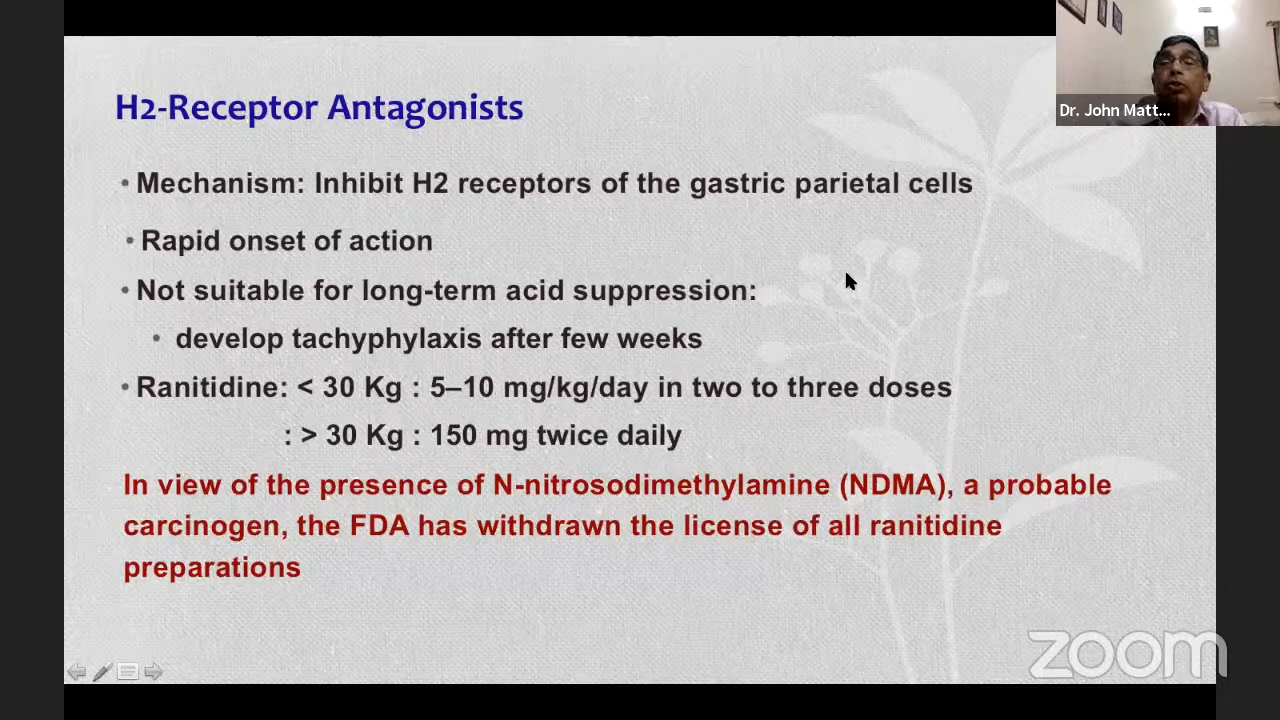 Dr. John Matt...
H2-Receptor Antagonists
• Mechanism: Inhibit H2 receptors of the gastric parietal cells
• Rapid onset of action
• Not suitable for long-term acid suppression:
• develop tachyphylaxis after few weeks
• Ranitidine: < 30 Kg : 5–10 mg/kg/day in two to three doses
: > 30 Kg : 150 mg twice daily
In view of the presence of N-nitrosodimethylamine (NDMA), a probable
carcinogen, the FDA has withdrawn the license of all ranitidine
preparations
zoom